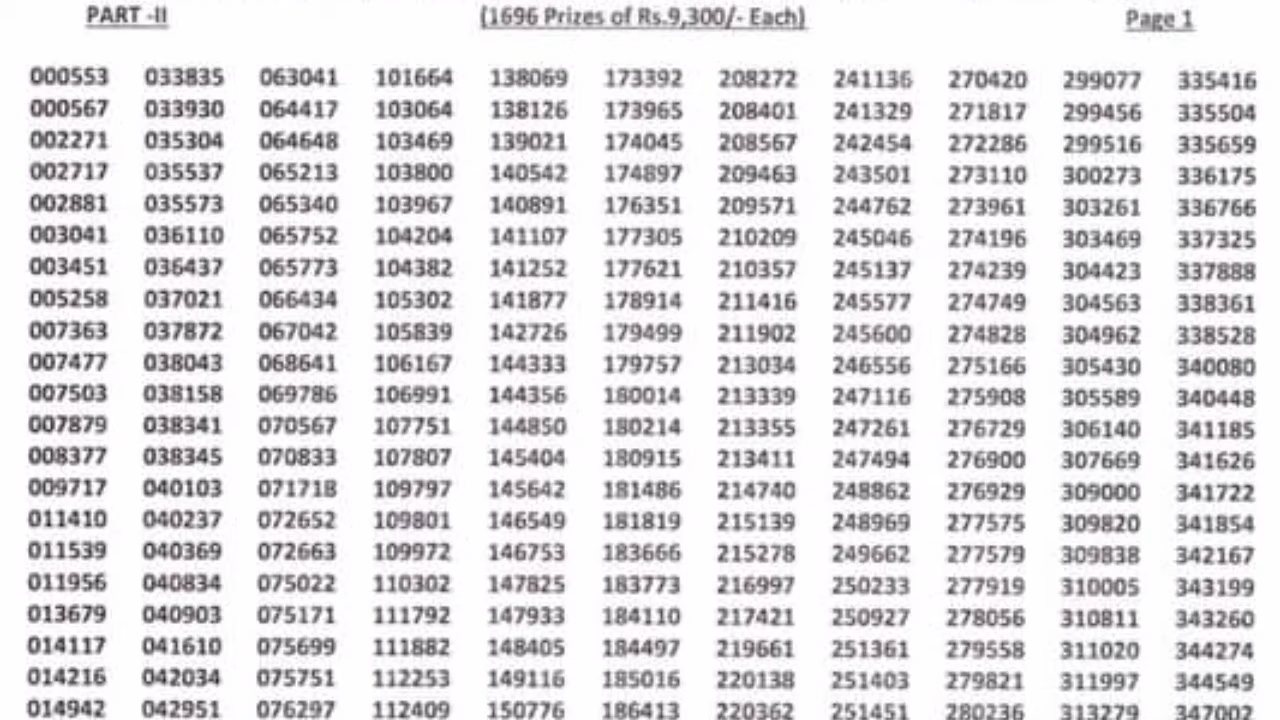 PART -II (1696 Prizes of Rs.9,300/- Each) Page 1
000553 033835 063041 101664 138069 173392 208272 241136 270420 299077 335416
000567 033930 064417 103064 138126 173965 208401 241329 271817 299456 335504
002271 035304 064648 103469 139021 174045 208567 242454 272286 299516 335659
002717 035537 065213 103800 140542 174897 209463 243501 273110 300273 336175
002881 035573 065340 103967 140891 176351 209571 244762 273961 303261 336766
003041 036110 065752 104204 141107 177305 210209 245046 274196 303469 337325
003451 036437 065773 104382 141252 177621 210357 245137 274239 304423 337888
005258 037021 066434 105302 141877 178914 211416 245577 274749 304563 338361
007363 037872 067042 105839 142726 179499 211902 245600 274828 304962 338528
007477 038043 068641 106167 144333 179757 213034 246556 275166 305430 340080
007503 038158 069786 106991 144356 180014 213339 247116 275908 305589 340448
007879 038341 070567 107751 144850 180214 213355 247261 276729 306140 341185
008377 038345 070833 107807 145404 180915 213411 247494 276900 307669 341626
009717 040103 071718 109797 145642 181486 214740 248862 276929 309000 341722
011410 040237 072652 109801 146549 181819 215139 248969 277575 309820 341854
011539 040369 072663 109972 146753 183666 215278 249662 277579 309838 342167
011956 040834 075022 110302 147825 183773 216997 250233 277919 310005 343199
013679 040903 075171 111792 147933 184110 217421 250927 278056 310811 343260
014117 041610 075699 111882 148405 184497 219661 251361 279558 311020 344274
014216 042034 075751 112253 149116 185016 220138 251403 279821 311997 344549
014942 042951 076297 112409 150776 186413 220362 251451 280236 313279 347002